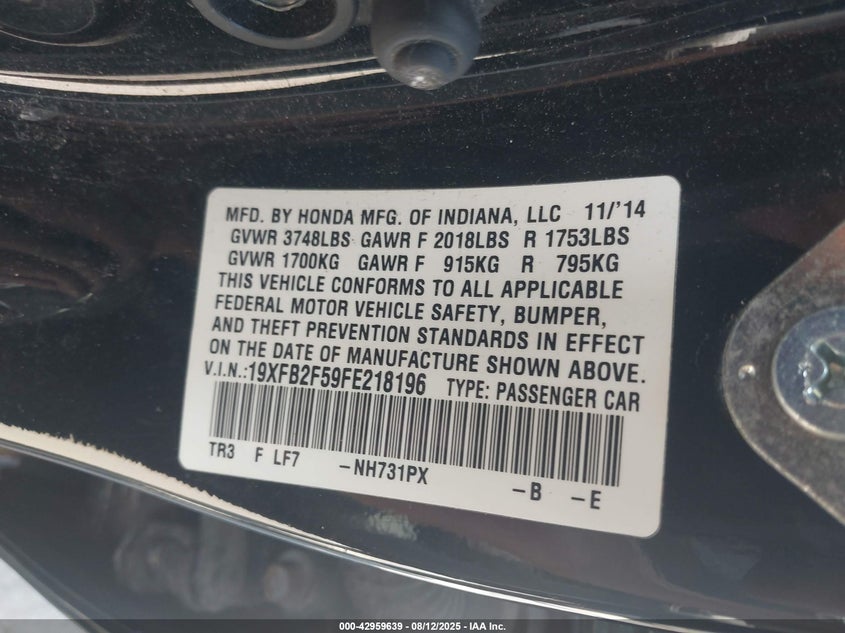 MFD. BY HONDA MFG. OF INDIANA, LLC 11/'14
GVWR 3748LBS GAWR F 2018LBS R 1753LBS
GVWR 1700KG GAWR F 915KG R 795KG
THIS VEHICLE CONFORMS TO ALL APPLICABLE
FEDERAL MOTOR VEHICLE SAFETY, BUMPER,
AND THEFT PREVENTION STANDARDS IN EFFECT
ON THE DATE OF MANUFACTURE SHOWN ABOVE.
V.I.N.:19XFB2F59FE218196 TYPE: PASSENGER CAR
TR3 F LF7 -NH731PX -B -E
000-42959639 - 08/12/2025 - IAA Inc.